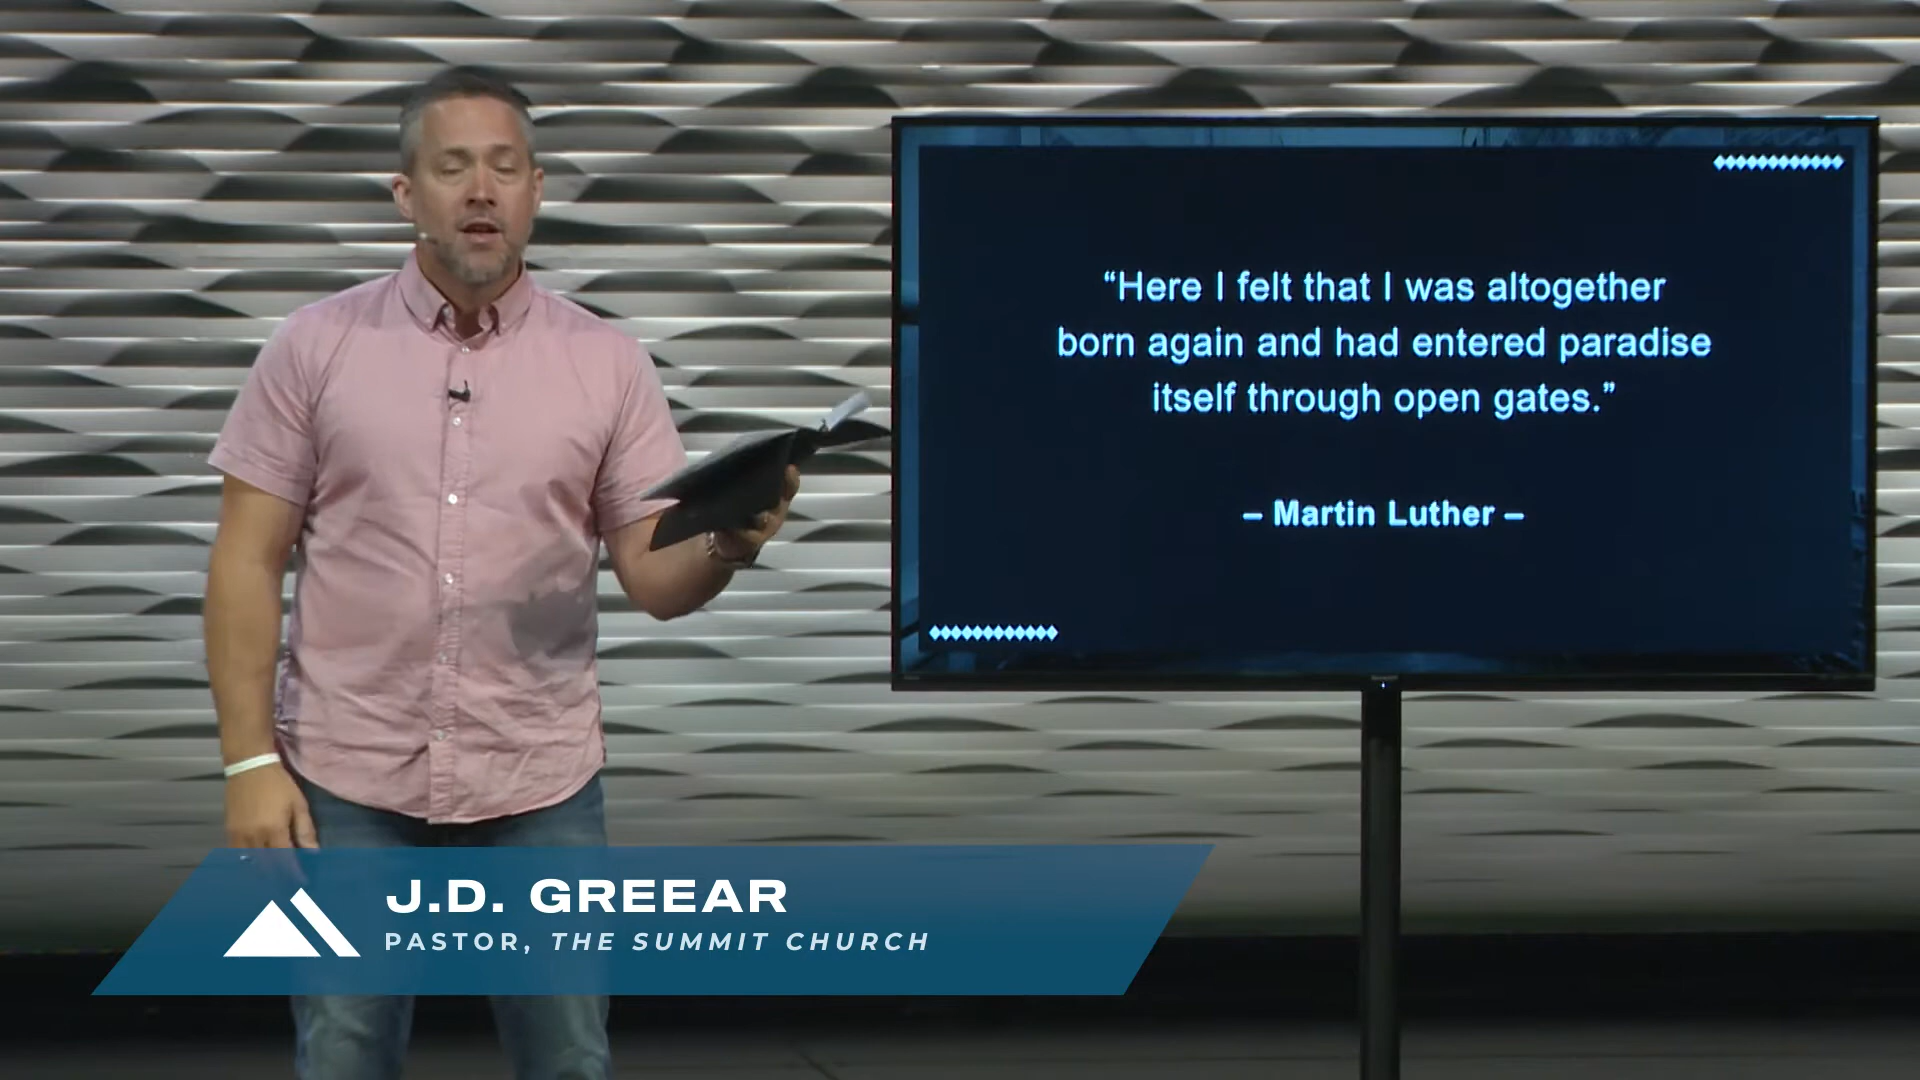 “Here I felt that I was altogether
born again and had entered paradise
itself through open gates.”
– Martin Luther –
J.D. GREEAR
PASTOR, THE SUMMIT CHURCH